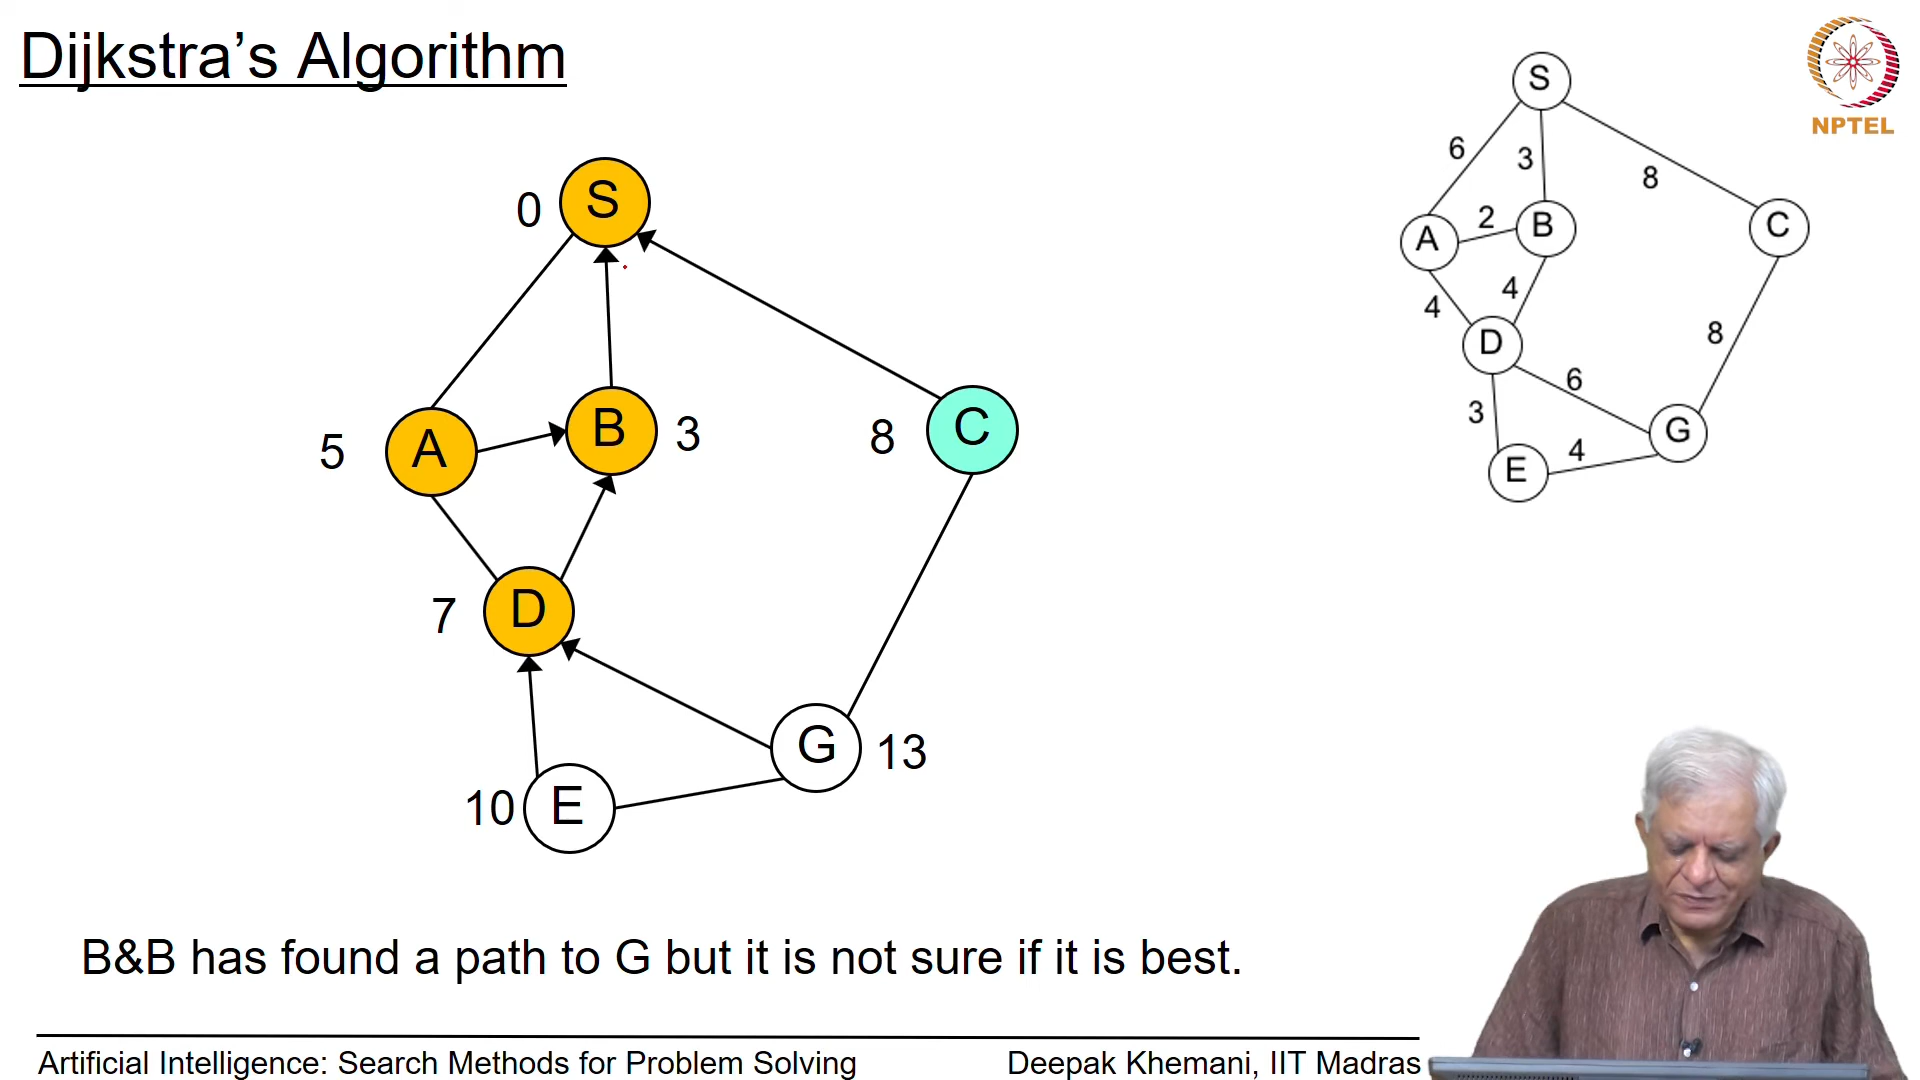 Dijkstra's Algorithm
NPTEL
0
S
5
A
B
3
8
C
7
D
10
E
G
13
S
6
3
8
A
2
B
C
4
4
D
8
6
3
G
E
4
B&B has found a path to G but it is not sure if it is best.
Artificial Intelligence: Search Methods for Problem Solving
Deepak Khemani, IIT Madras